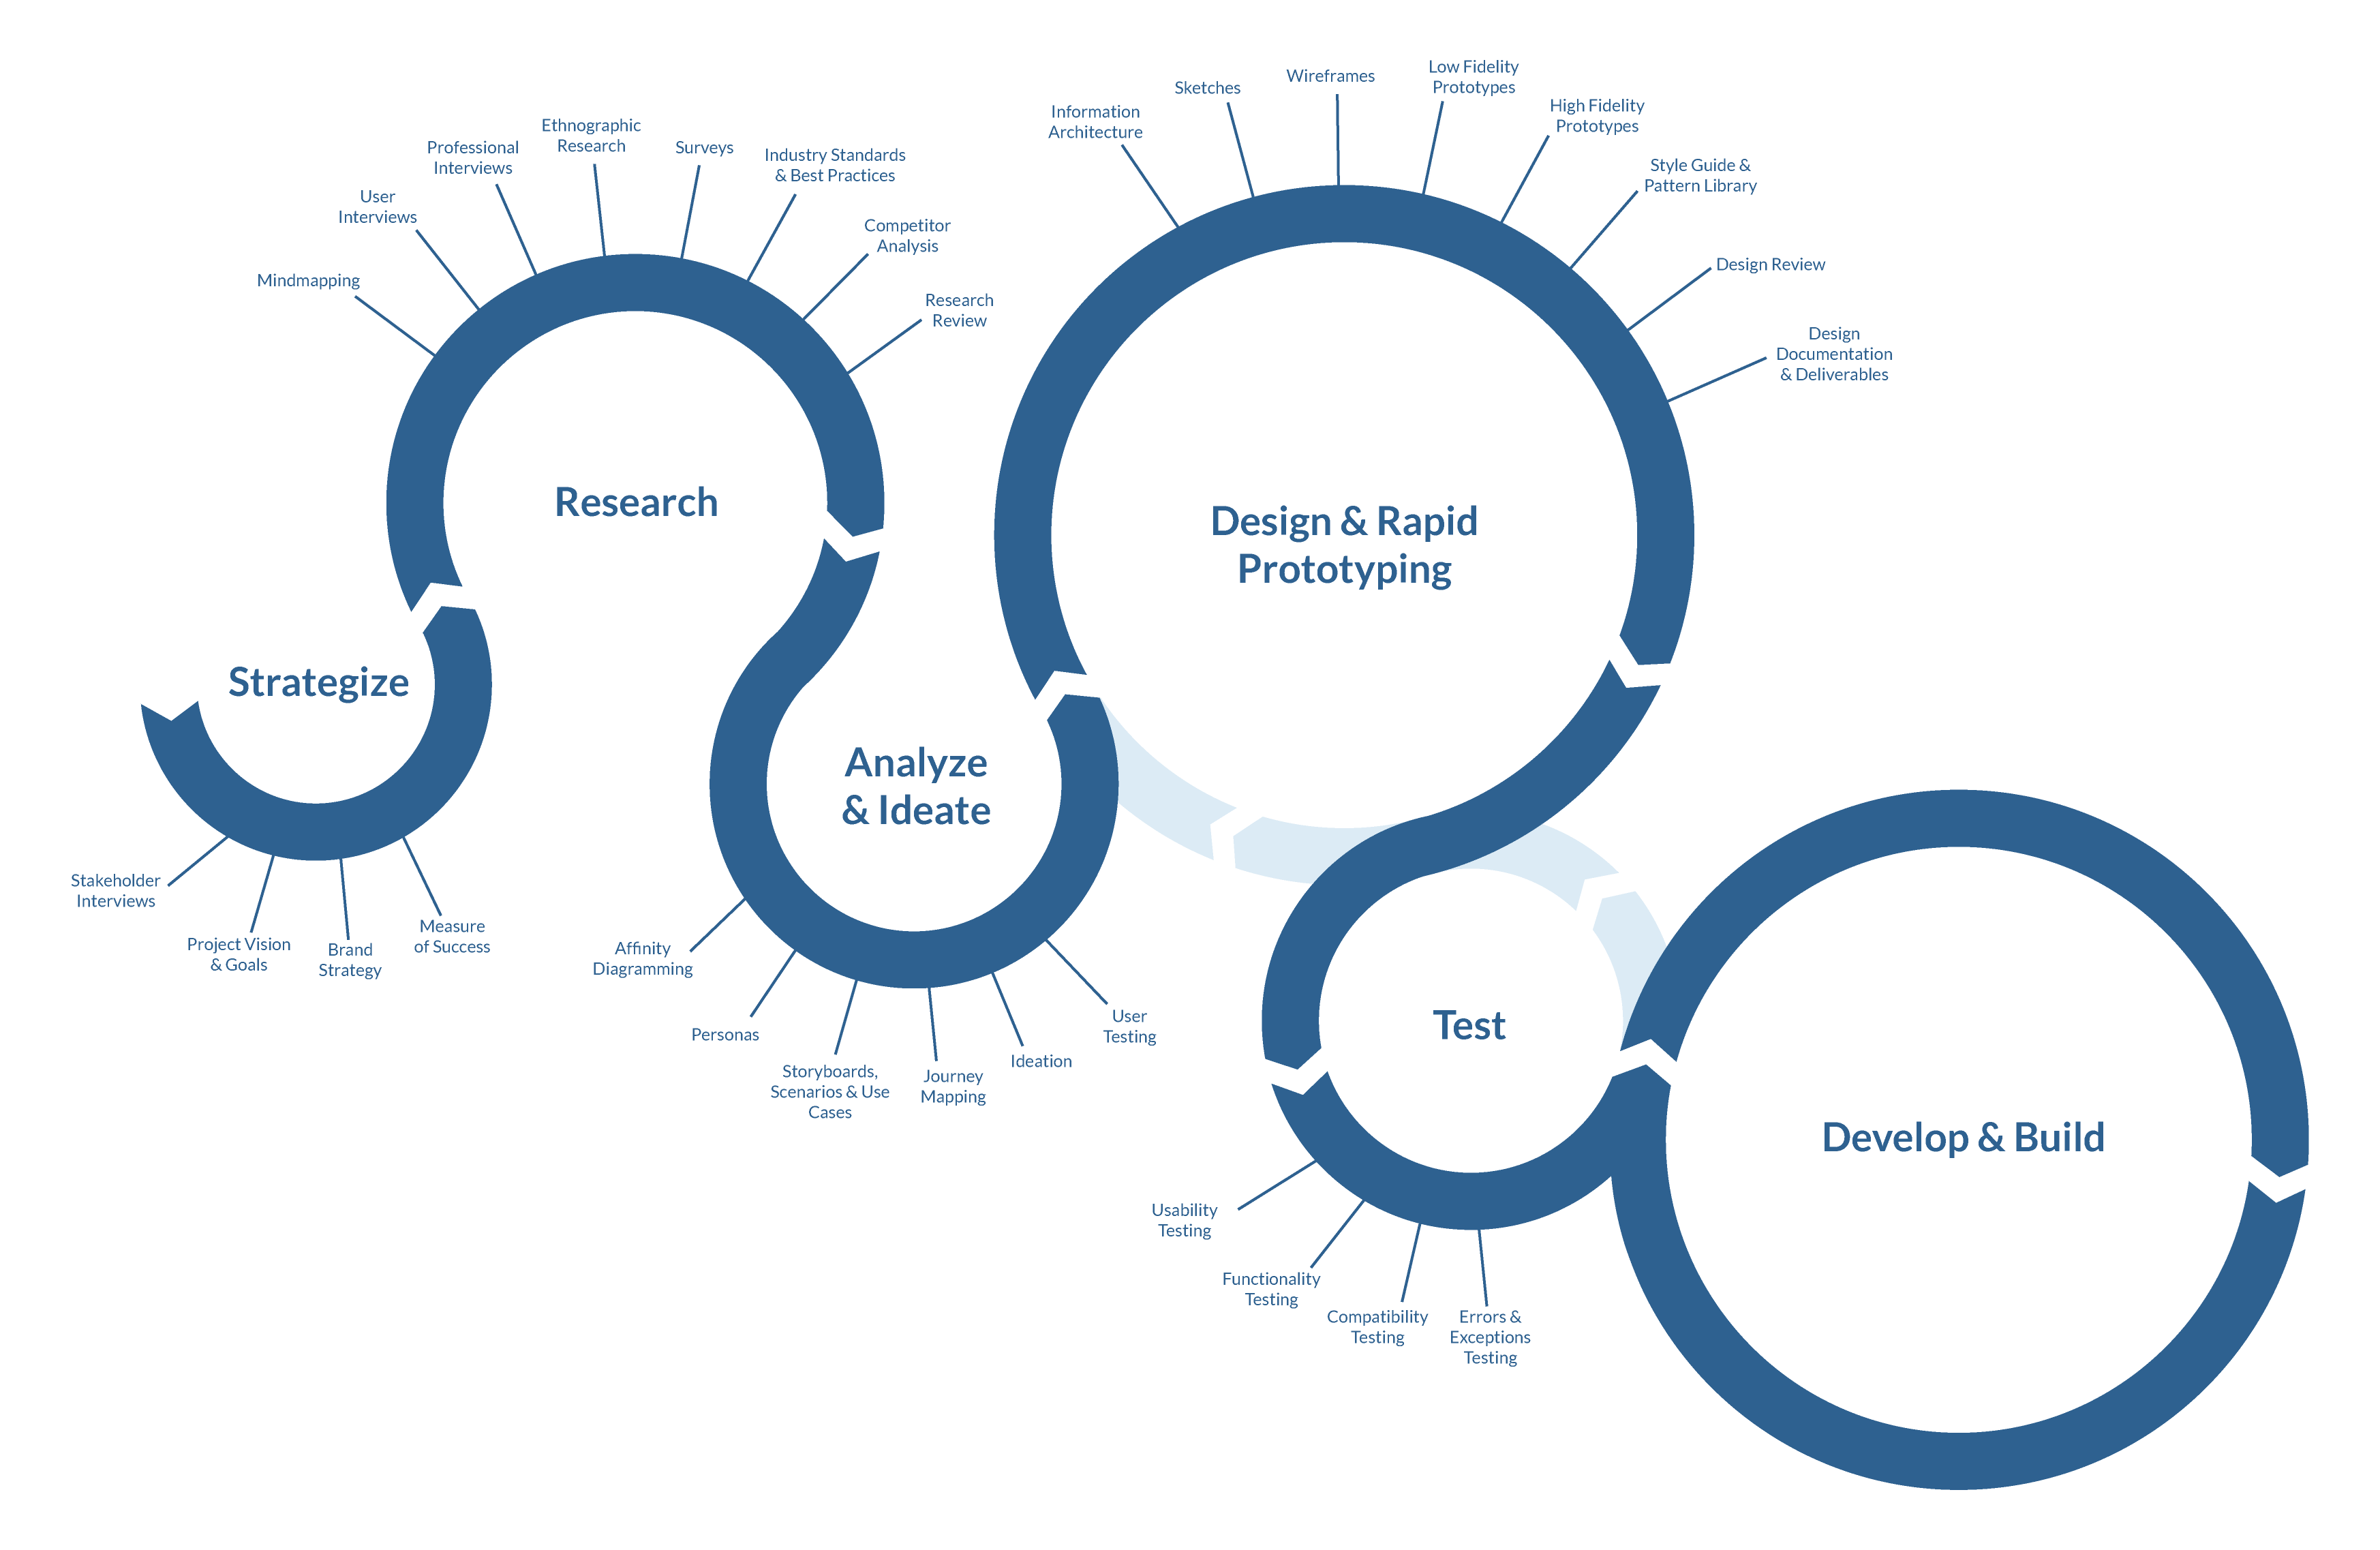 Strategize
Stakeholder
Interviews
Project Vision
& Goals
Brand
Strategy
Measure
of Success
Research
Mindmapping
User
Interviews
Professional
Interviews
Ethnographic
Research
Surveys
Industry Standards
& Best Practices
Competitor
Analysis
Research
Review
Analyze
& Ideate
Affinity
Diagramming
Personas
Storyboards,
Scenarios & Use
Cases
Journey
Mapping
Ideation
User
Testing
Design & Rapid
Prototyping
Information
Architecture
Sketches
Wireframes
Low Fidelity
Prototypes
High Fidelity
Prototypes
Style Guide &
Pattern Library
Design Review
Design
Documentation
& Deliverables
Test
Usability
Testing
Functionality
Testing
Compatibility
Testing
Errors &
Exceptions
Testing
Develop & Build